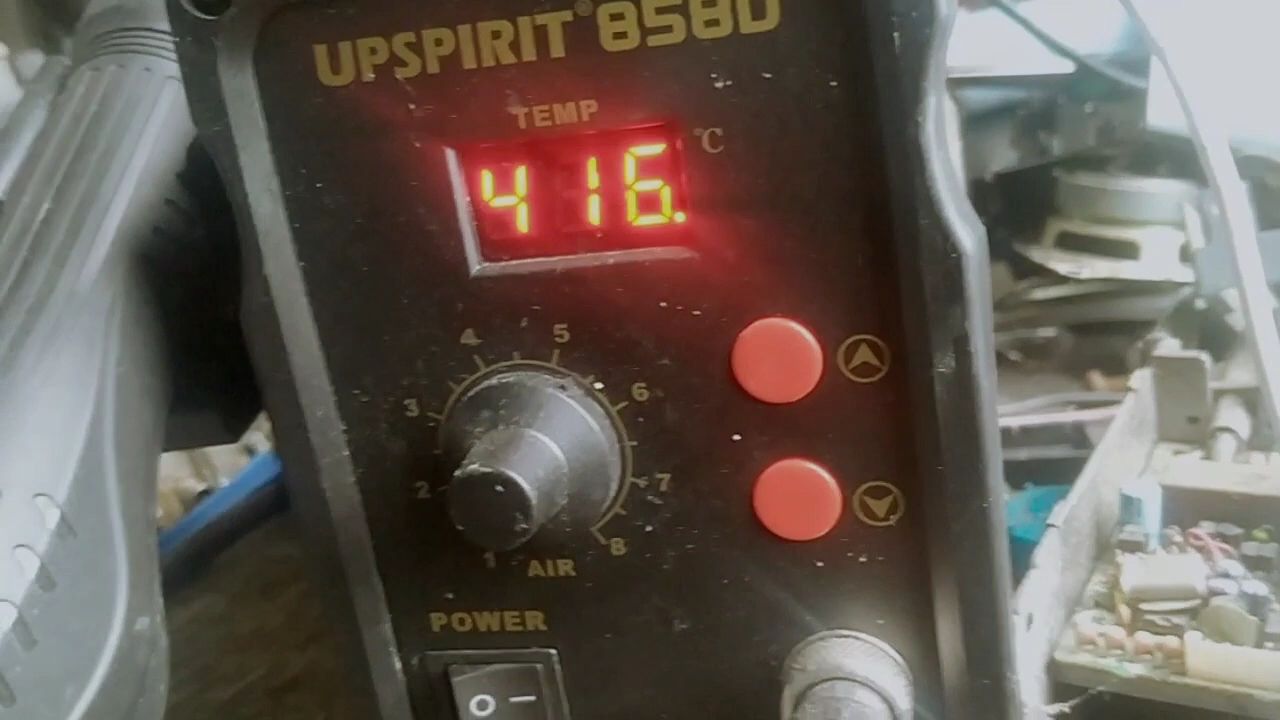 UPSPIRIT® 858D
TEMP
416.
°C
4 5
3 6
2 7
1 8
AIR
POWER
O –